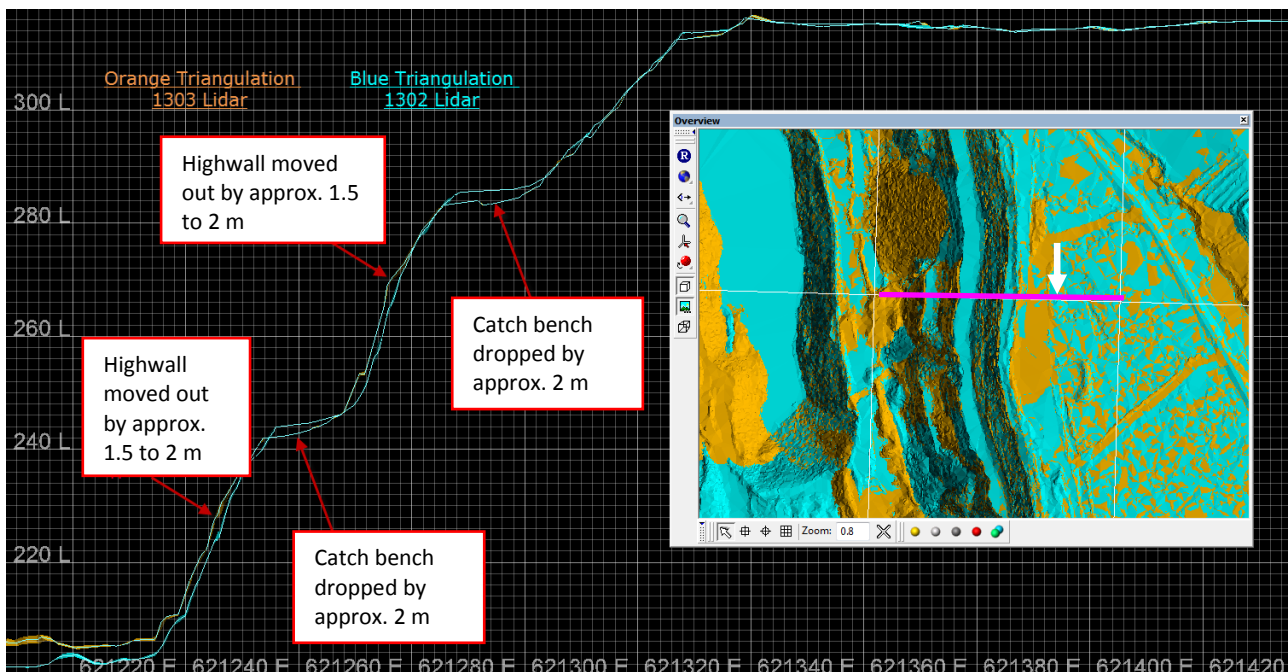 Orange Triangulation
1303 Lidar
Blue Triangulation
1302 Lidar
300 L
280 L
260 L
240 L
220 L
Highwall moved
out by approx. 1.5
to 2 m
Catch bench
dropped by
approx. 2 m
Highwall
moved out
by approx.
1.5 to 2 m
Catch bench
dropped by
approx. 2 m
Overview
R
Zoom: 0.8
621220 E 621240 E 621260 E 621280 E 621300 E 621320 E 621340 E 621360 E 621380 E 621400 E 621420